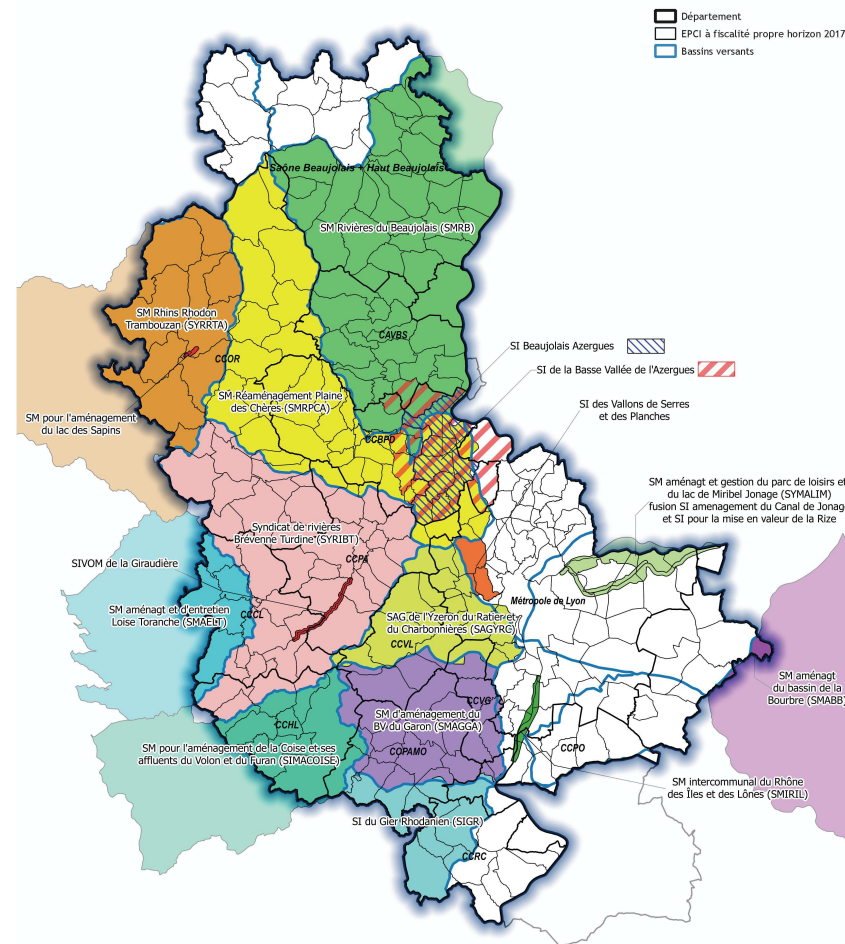 Département
EPCI à fiscalité propre horizon 2017
Bassins versants
Saône Beaujolais + Haut Beaujolais
SM Rivières du Beaujolais (SMRB)
SM Rhins Rhodon
Trambouzan (SYRRTA)
CAVBS
SI Beaujolais Azergues
CCOR
SI de la Basse Vallée de l'Azergues
SM Réaménagement Plaine
des Chères (SMRPCA)
SI des Vallons de Serres
et des Planches
SM pour l'aménagement
du lac des Sapins
CCBPD
SM aménagt et gestion du parc de loisirs et
du lac de Miribel Jonage (SYMALIM)
fusion SI amenagement du Canal de Jonag
et SI pour la mise en valeur de la Rize
Syndicat de rivières
Brévenne Turdine (SYRIBT)
CCPA
SIVOM de la Giraudière
Métropole de Lyon
SM aménagt et d'entretien
Loise Toranche (SMAELT)
CCCL
SAG de l'Yzeron du Ratier et
du Charbonnières (SAGYRC)
CCVL
SM aménagt
du bassin de la
Bourbre (SMABB)
CCVG
SM d'aménagement du
BV du Garon (SMAGGA)
CCHL
COPAMO
CCPO
SM pour l'aménagement de la Coise et ses
affluents du Volon et du Furan (SIMACOISE)
SM intercommunal du Rhône
des Îles et des Lônes (SMIRIL)
SI du Gier Rhodanien (SIGR)
CCRC